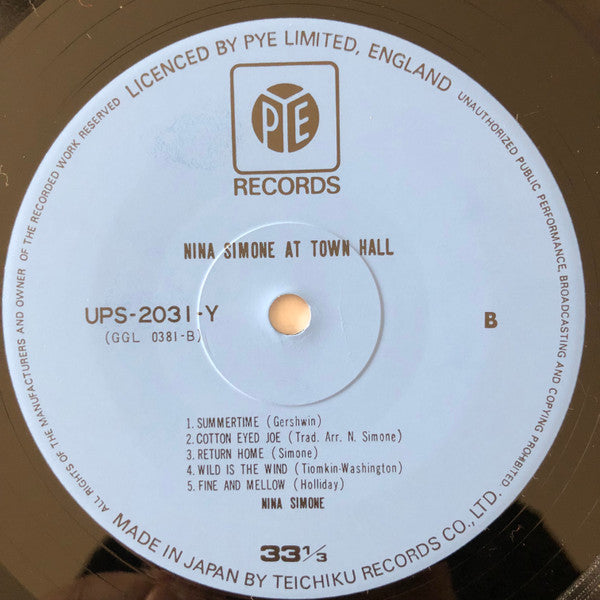 LICENCED BY PYE LIMITED, ENGLAND
UNAUTHORIZED PUBLIC PERFORMANCE, BROADCASTING AND COPYING PROHIBITED.
ALL RIGHTS OF THE MANUFACTURERS AND OWNER OF THE RECORDED WORK RESERVED
PYE
RECORDS
NINA SIMONE AT TOWN HALL
UPS-2031-Y
(GGL 0381-B)
B
1. SUMMERTIME (Gershwin)
2. COTTON EYED JOE (Trad. Arr. N. Simone)
3. RETURN HOME (Simone)
4. WILD IS THE WIND (Tiomkin-Washington)
5. FINE AND MELLOW (Holliday)
NINA SIMONE
33 1/3
MADE IN JAPAN BY TEICHIKU RECORDS CO., LTD.